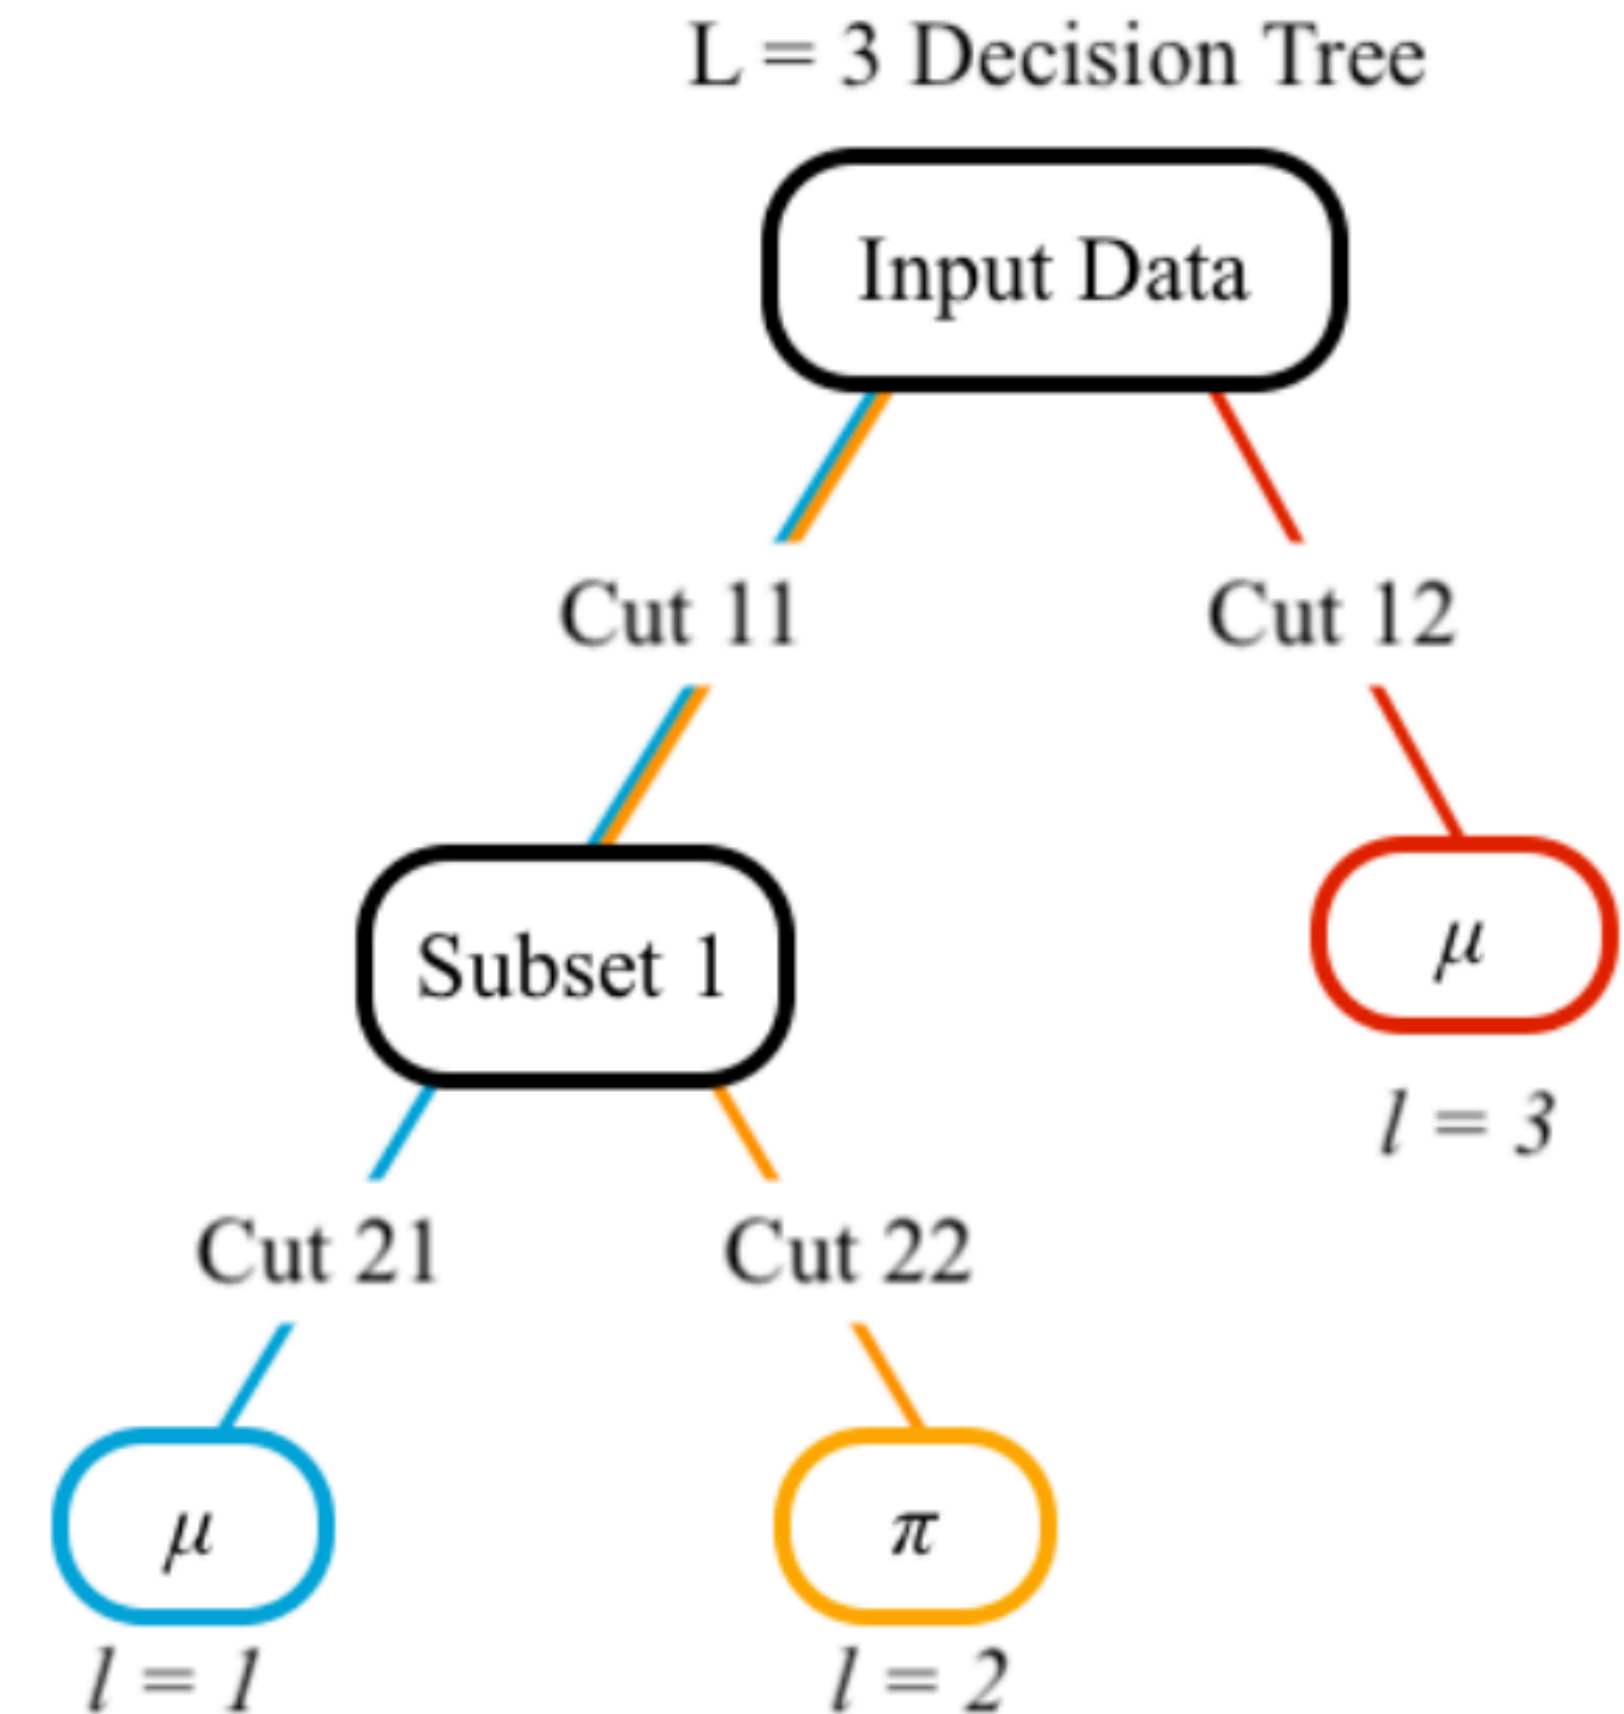 L = 3 Decision Tree
Input Data
Cut 11
Cut 12
Subset 1
μ
l = 3
Cut 21
Cut 22
μ
π
l = 1
l = 2